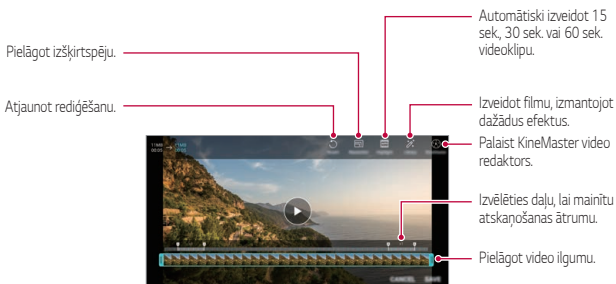 Automātiski izveidot 15
sek., 30 sek. vai 60 sek.
videoklipu.
Pielāgot izšķirtspēju.
Atjaunot rediģēšanu.
Izveidot filmu, izmantojot
dažādus efektus.
Palaist KineMaster video
redaktors.
Izvēlēties daļu, lai mainītu
atskaņošanas ātrumu.
Pielāgot video ilgumu.
CANCEL SAVE